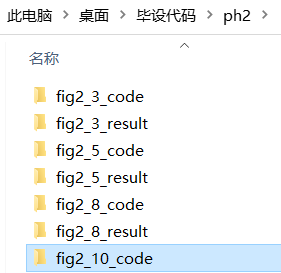 此电脑 > 桌面 > 毕设代码 > ph2 >
名称
fig2_3_code
fig2_3_result
fig2_5_code
fig2_5_result
fig2_8_code
fig2_8_result
fig2_10_code